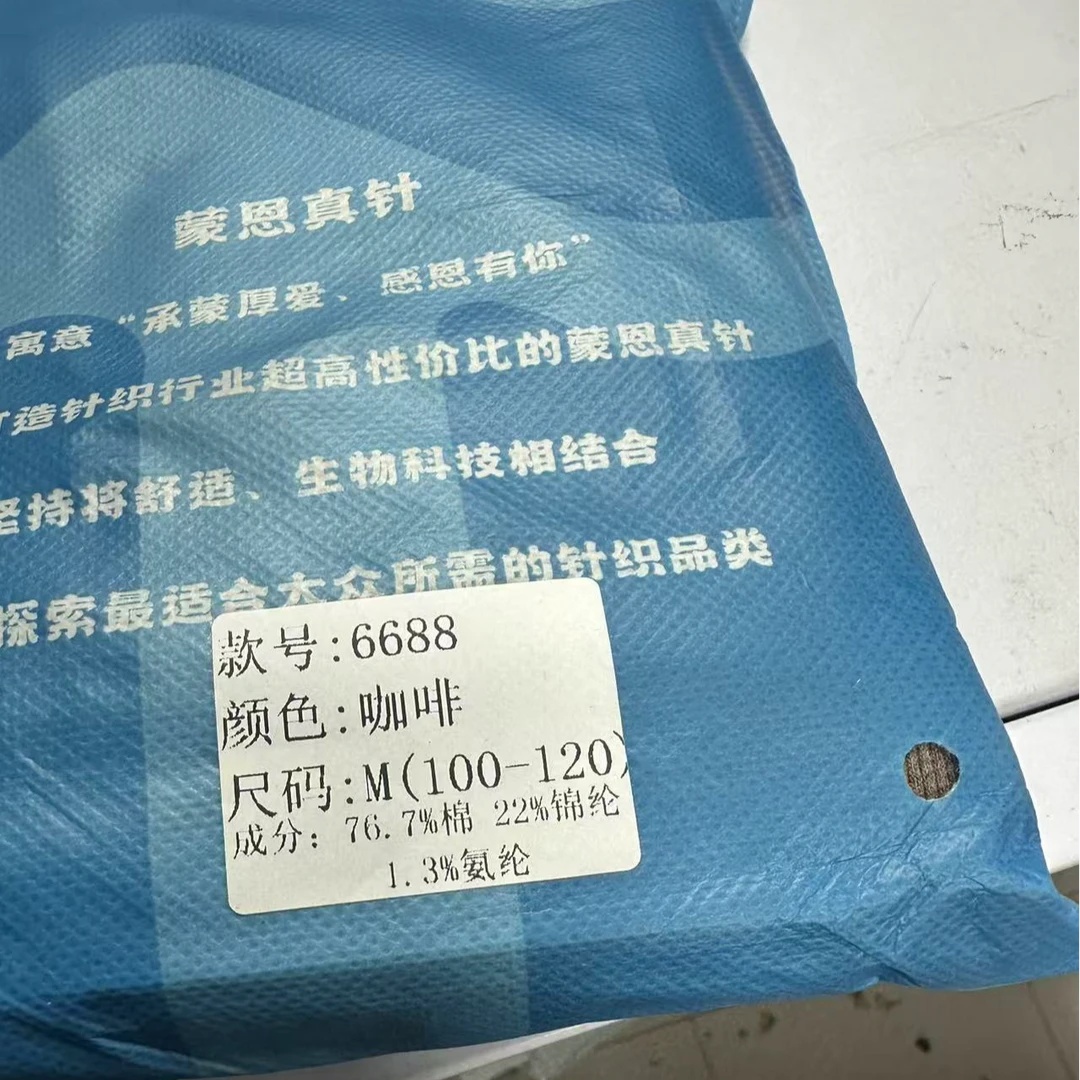 蒙恩真针
寓意“承蒙厚爱、感恩有你”
打造针织行业超高性价比的蒙恩真针
坚持将舒适、生物科技相结合
探索最适合大众所需的针织品类
款号:6688
颜色:咖啡
尺码:M(100-120)
成分: 76.7%棉 22%锦纶
1.3%氨纶